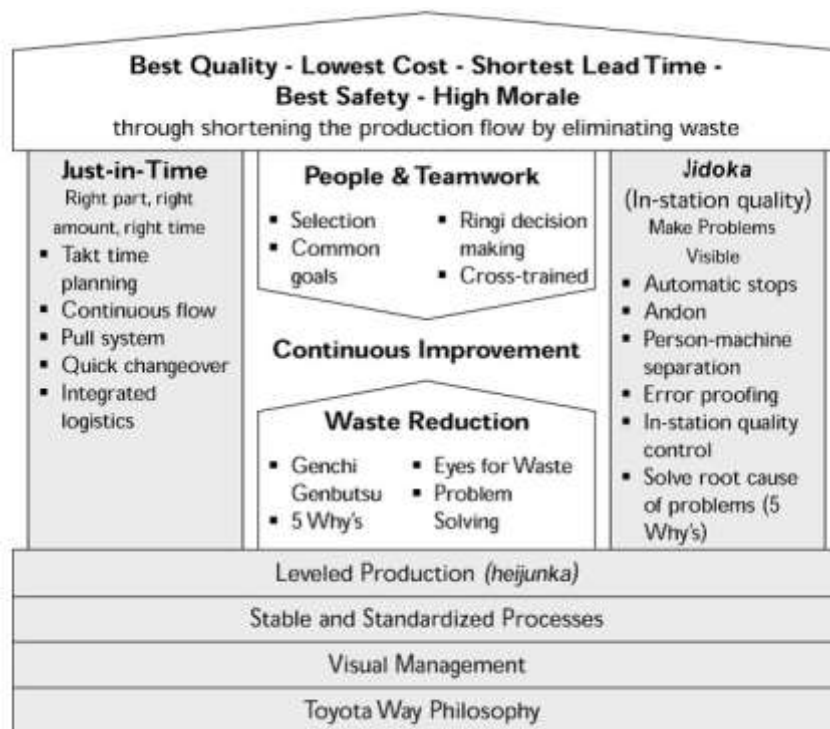 Best Quality - Lowest Cost - Shortest Lead Time -
Best Safety - High Morale
through shortening the production flow by eliminating waste
Just-in-Time
Right part, right
amount, right time
▪ Takt time
planning
▪ Continuous flow
▪ Pull system
▪ Quick changeover
▪ Integrated
logistics
People & Teamwork
▪ Selection
▪ Common
goals
▪ Ringi decision
making
▪ Cross-trained
Continuous Improvement
Waste Reduction
▪ Genchi
Genbutsu
▪ 5 Why's
▪ Eyes for Waste
▪ Problem
Solving
Jidoka
(In-station quality)
Make Problems
Visible
▪ Automatic stops
▪ Andon
▪ Person-machine
separation
▪ Error proofing
▪ In-station quality
control
▪ Solve root cause
of problems (5
Why's)
Leveled Production (heijunka)
Stable and Standardized Processes
Visual Management
Toyota Way Philosophy